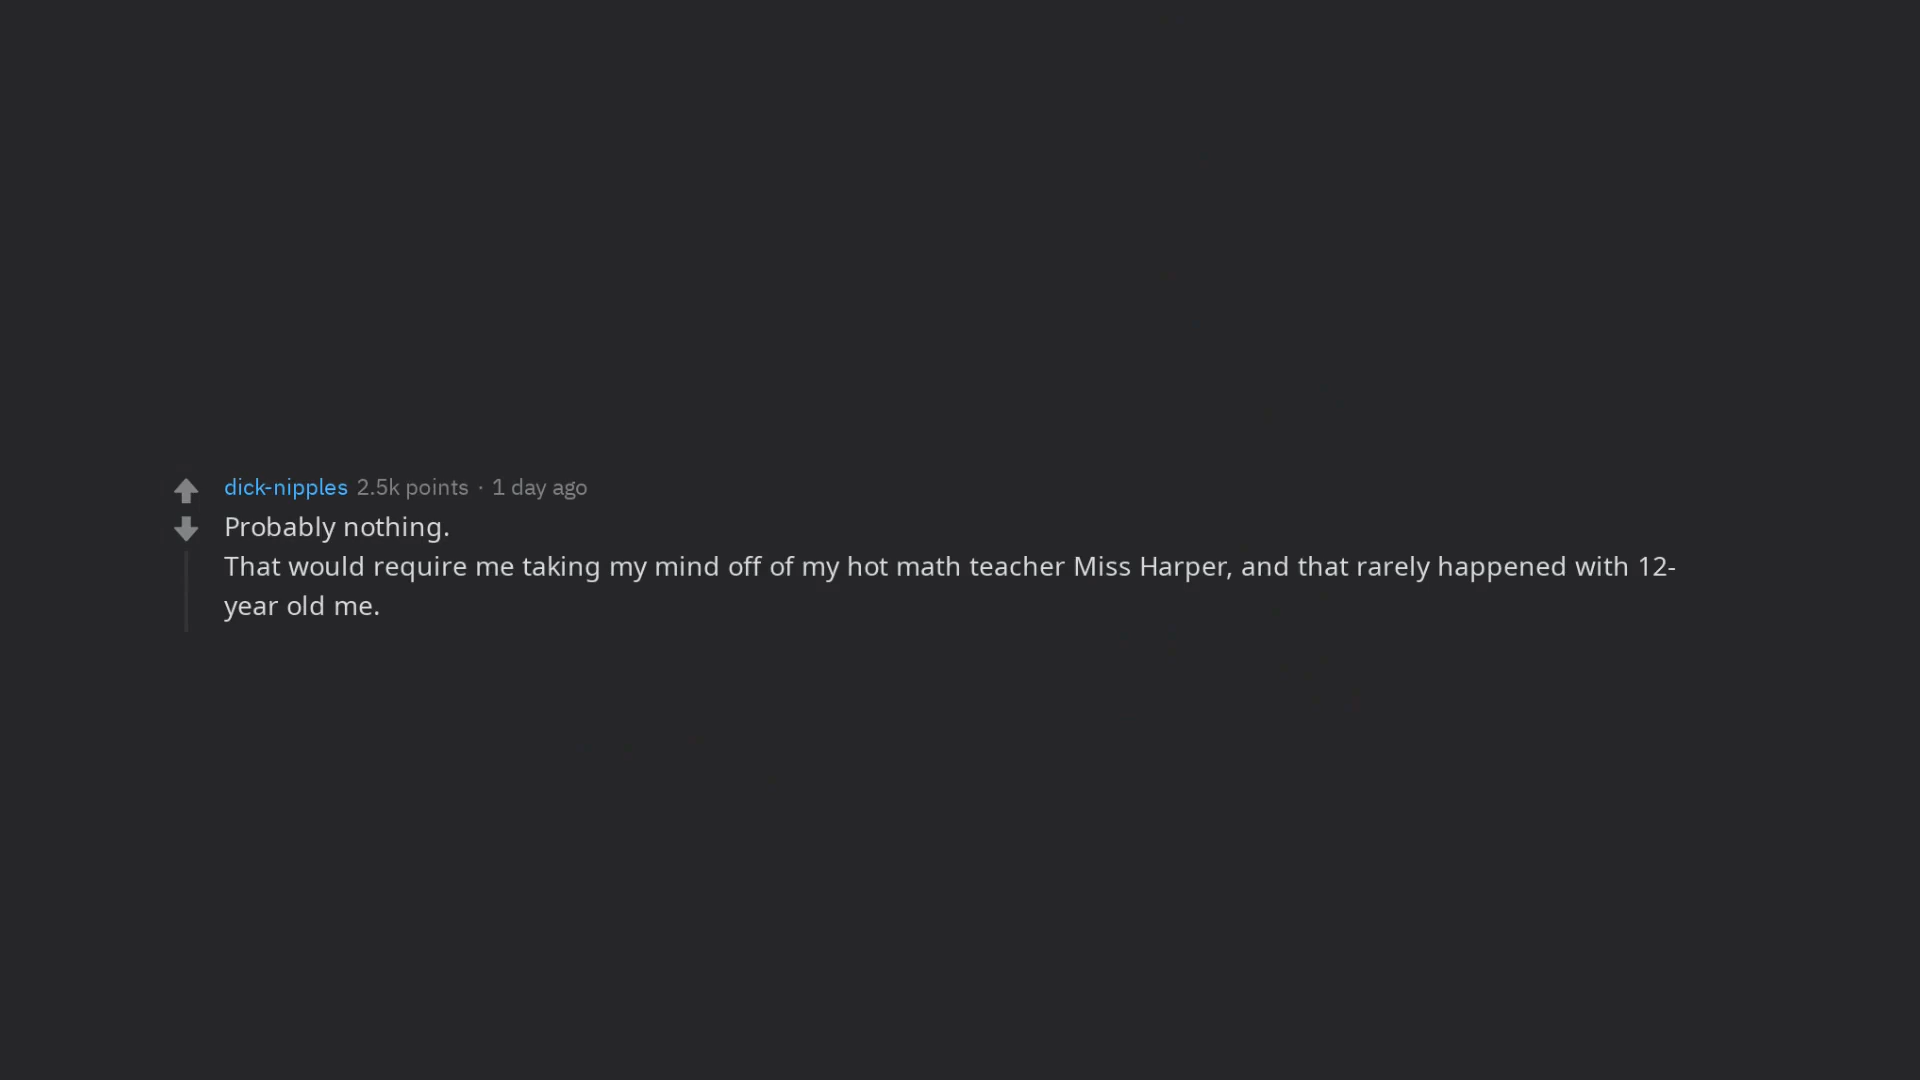 dick-nipples 2.5k points · 1 day ago
Probably nothing.
That would require me taking my mind off of my hot math teacher Miss Harper, and that rarely happened with 12-
year old me.